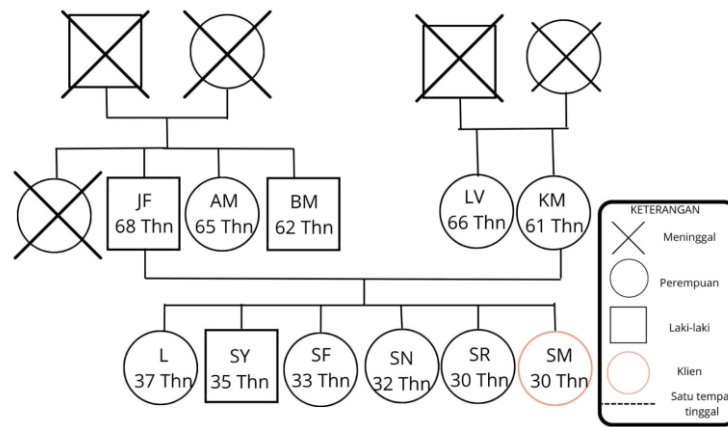 JF
68 Thn
AM
65 Thn
BM
62 Thn
LV
66 Thn
KM
61 Thn
L
37 Thn
SY
35 Thn
SF
33 Thn
SN
32 Thn
SR
30 Thn
SM
30 Thn
KETERANGAN
Meninggal
Perempuan
Laki-laki
Klien
Satu tempa
tinggal